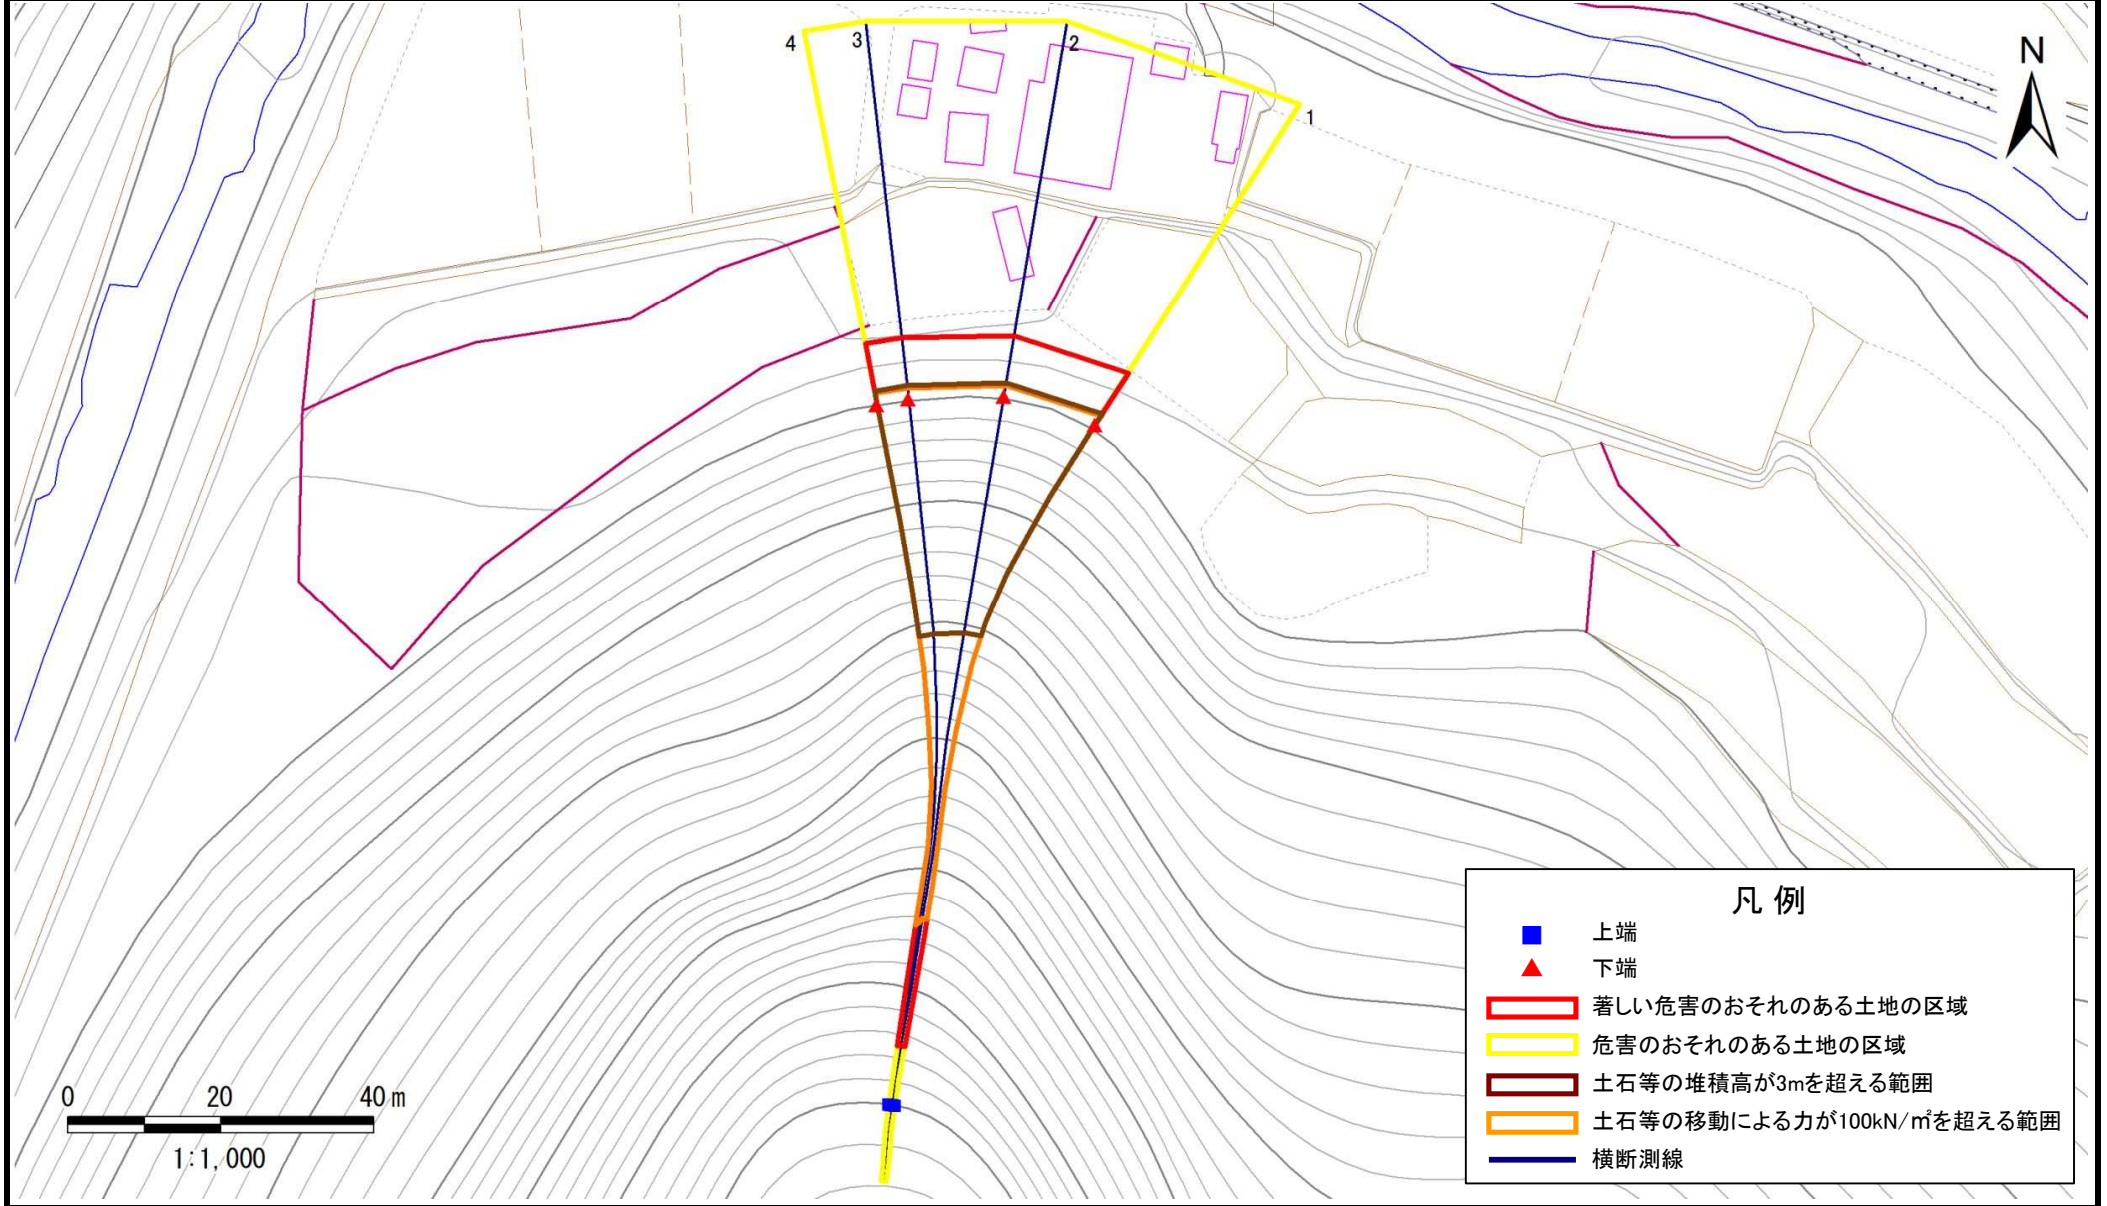 4
3
2
1
N
凡例
上端
下端
著しい危害のおそれのある土地の区域
危害のおそれのある土地の区域
土石等の堆積高が3mを超える範囲
土石等の移動による力が100kN/㎡を超える範囲
横断測線
0 20 40m
1:1,000